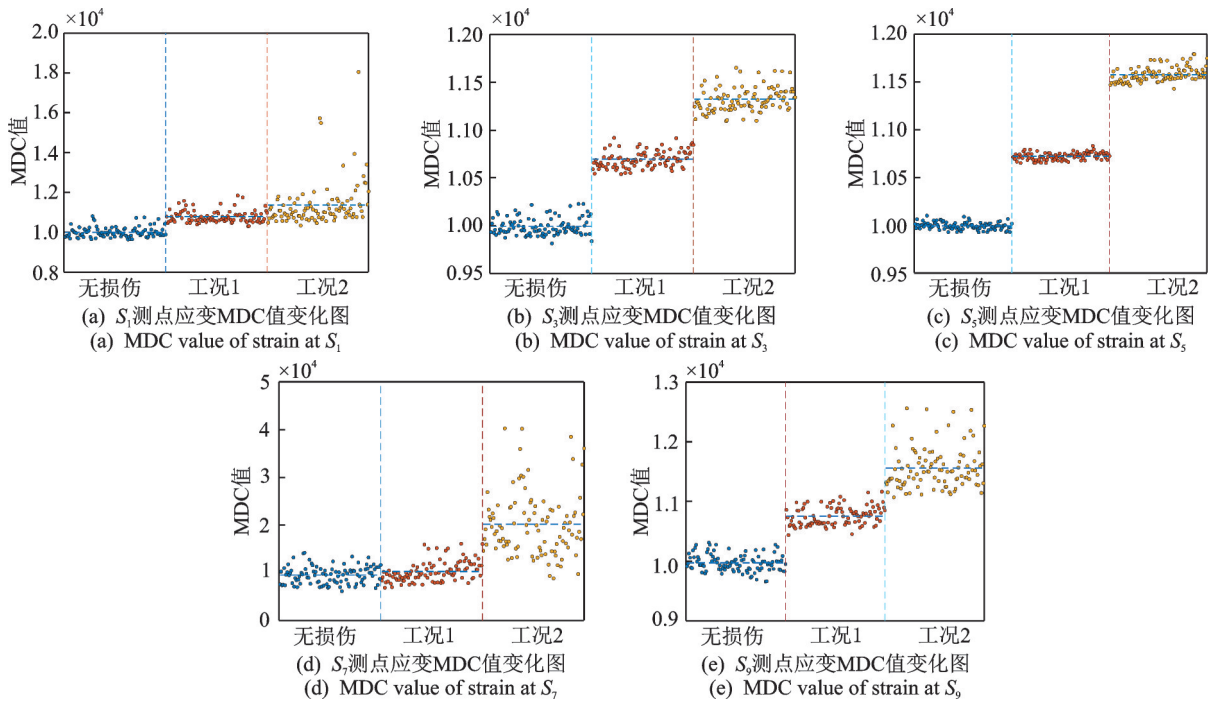 ×10⁴
2.0
1.8
1.6
1.4
1.2
1.0
0.8
MDC值
无损伤 工况1 工况2
(a) S₁测点应变MDC值变化图
(a) MDC value of strain at S₁
×10⁴
1.20
1.15
1.10
1.05
1.00
0.95
MDC值
无损伤 工况1 工况2
(b) S₃测点应变MDC值变化图
(b) MDC value of strain at S₃
×10⁴
1.20
1.15
1.10
1.05
1.00
0.95
MDC值
无损伤 工况1 工况2
(c) S₅测点应变MDC值变化图
(c) MDC value of strain at S₅
×10⁴
5
4
3
2
1
0
MDC值
无损伤 工况1 工况2
(d) S₇测点应变MDC值变化图
(d) MDC value of strain at S₇
×10⁴
1.3
1.2
1.1
1.0
0.9
MDC值
无损伤 工况1 工况2
(e) S₉测点应变MDC值变化图
(e) MDC value of strain at S₉